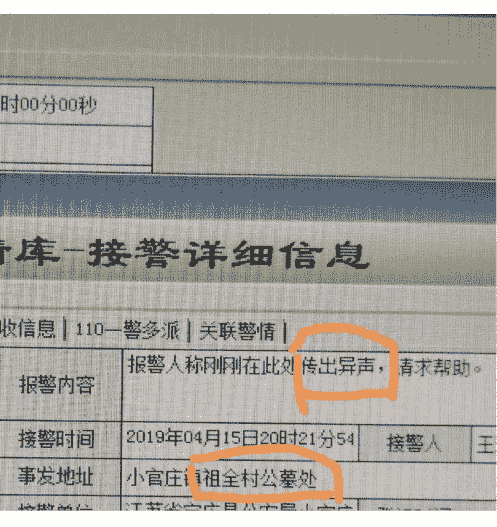 时00分00秒
情库-接警详细信息
收信息 | 110一警多派 | 关联警情 |
报警内容 报警人称刚刚在此处传出异声，请求帮助。
接警时间 2019年04月15日20时21分54 接警人 王
事发地址 小官庄镇祖全村公墓处